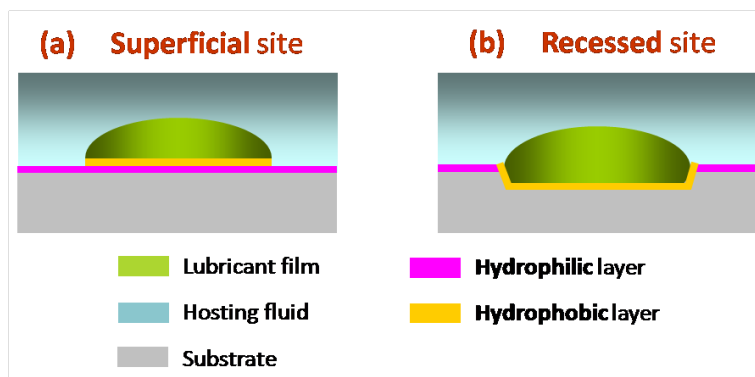 (a) Superficial site
(b) Recessed site
Lubricant film
Hosting fluid
Substrate
Hydrophilic layer
Hydrophobic layer